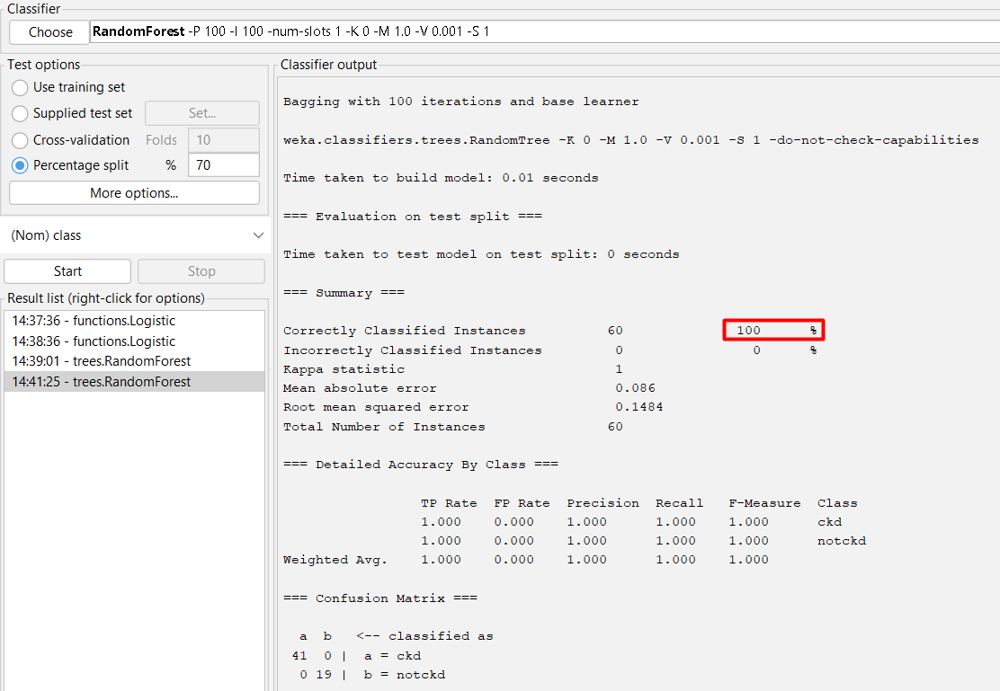 Classifier
Choose RandomForest -P 100 -I 100 -num-slots 1 -K 0 -M 1.0 -V 0.001 -S 1
Test options
Use training set
Supplied test set Set...
Cross-validation Folds 10
Percentage split % 70
More options...
(Nom) class
Start Stop
Result list (right-click for options)
14:37:36 - functions.Logistic
14:38:36 - functions.Logistic
14:39:01 - trees.RandomForest
14:41:25 - trees.RandomForest
Classifier output
Bagging with 100 iterations and base learner
weka.classifiers.trees.RandomTree -K 0 -M 1.0 -V 0.001 -S 1 -do-not-check-capabilities
Time taken to build model: 0.01 seconds
=== Evaluation on test split ===
Time taken to test model on test split: 0 seconds
=== Summary ===
Correctly Classified Instances 60 100 %
Incorrectly Classified Instances 0 0 %
Kappa statistic 1
Mean absolute error 0.086
Root mean squared error 0.1484
Total Number of Instances 60
=== Detailed Accuracy By Class ===
TP Rate FP Rate Precision Recall F-Measure Class
1.000 0.000 1.000 1.000 1.000 ckd
1.000 0.000 1.000 1.000 1.000 notckd
Weighted Avg. 1.000 0.000 1.000 1.000 1.000
=== Confusion Matrix ===
a b <-- classified as
41 0 | a = ckd
0 19 | b = notckd